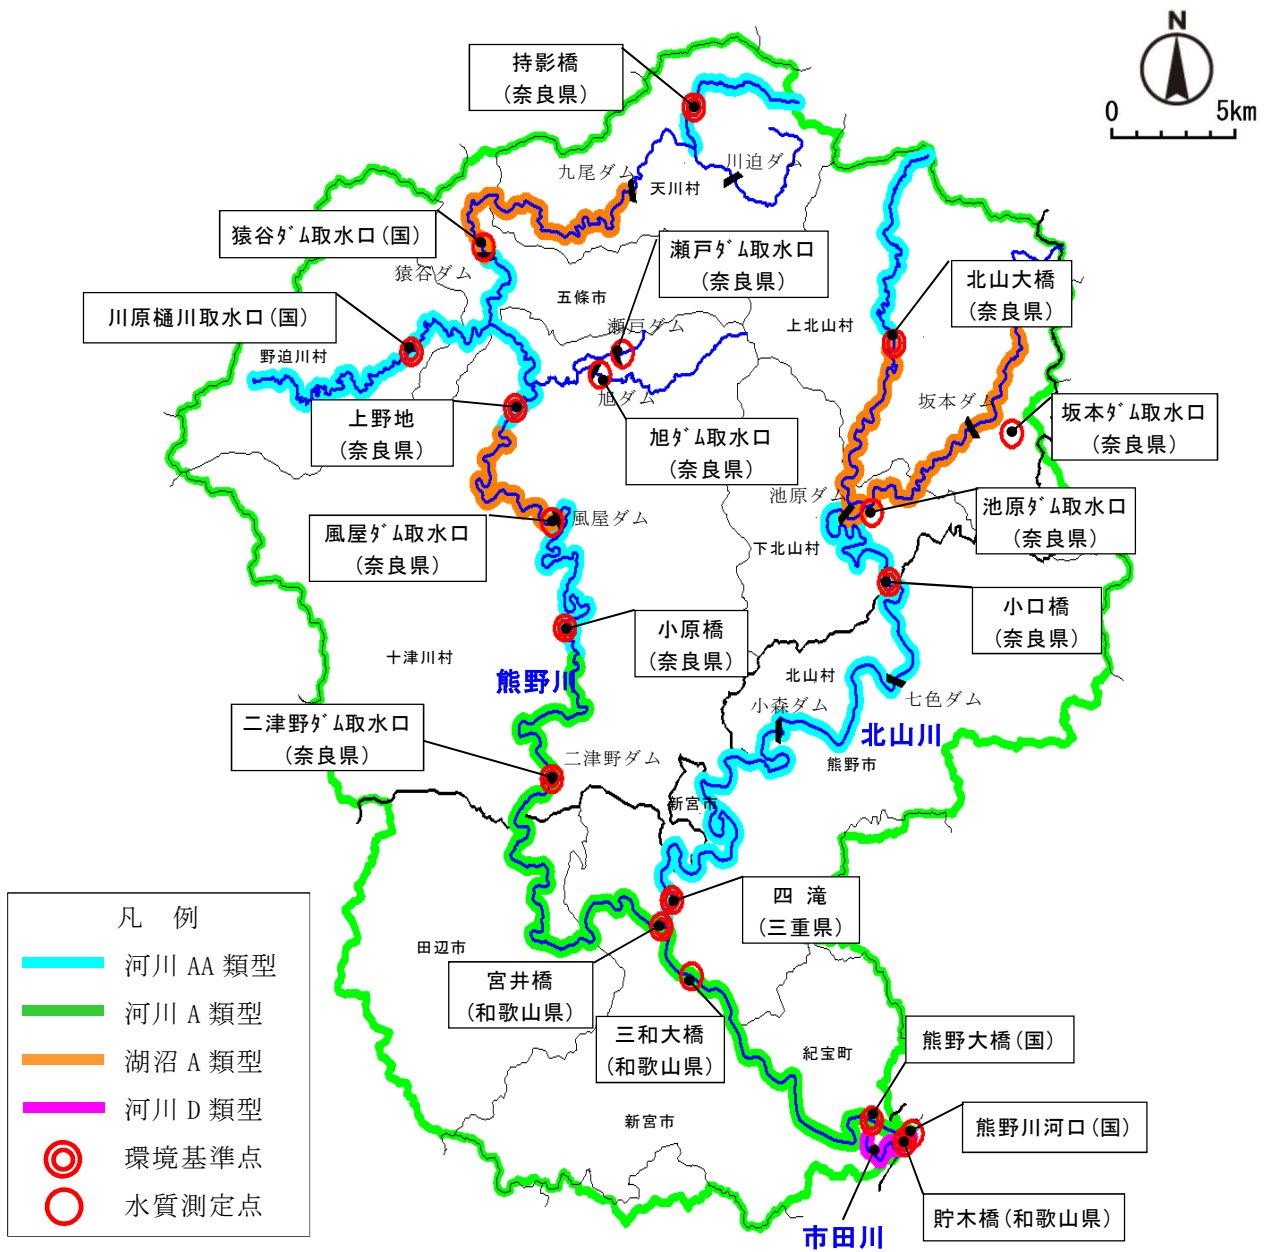 N
0 5km
持影橋
(奈良県)
川迫ダム
九尾ダム
天川村
猿谷ダム取水口(国)
猿谷ダム
瀬戸ダム取水口
(奈良県)
北山大橋
(奈良県)
五條市
瀬戸ダム
上北山村
川原樋川取水口(国)
野迫川村
旭ダム
坂本ダム
坂本ダム取水口
(奈良県)
上野地
(奈良県)
旭ダム取水口
(奈良県)
池原ダム
池原ダム取水口
(奈良県)
風屋ダム
風屋ダム取水口
(奈良県)
下北山村
小口橋
(奈良県)
小原橋
(奈良県)
十津川村
熊野川
北山村
七色ダム
小森ダム
北山川
二津野ダム取水口
(奈良県)
二津野ダム
熊野市
新宮市
四滝
(三重県)
田辺市
宮井橋
(和歌山県)
三和大橋
(和歌山県)
紀宝町
熊野大橋(国)
新宮市
熊野川河口(国)
貯木橋(和歌山県)
市田川
凡 例
河川 AA 類型
河川 A 類型
湖沼 A 類型
河川 D 類型
環境基準点
水質測定点